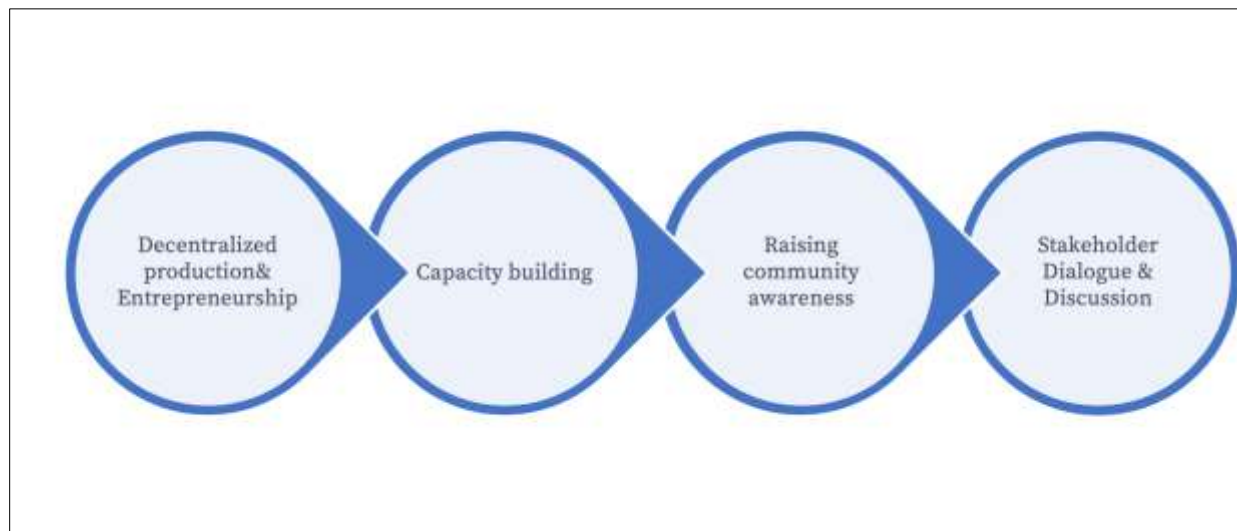 Decentralized
production&
Entrepreneurship
Capacity building
Raising
community
awareness
Stakeholder
Dialogue &
Discussion